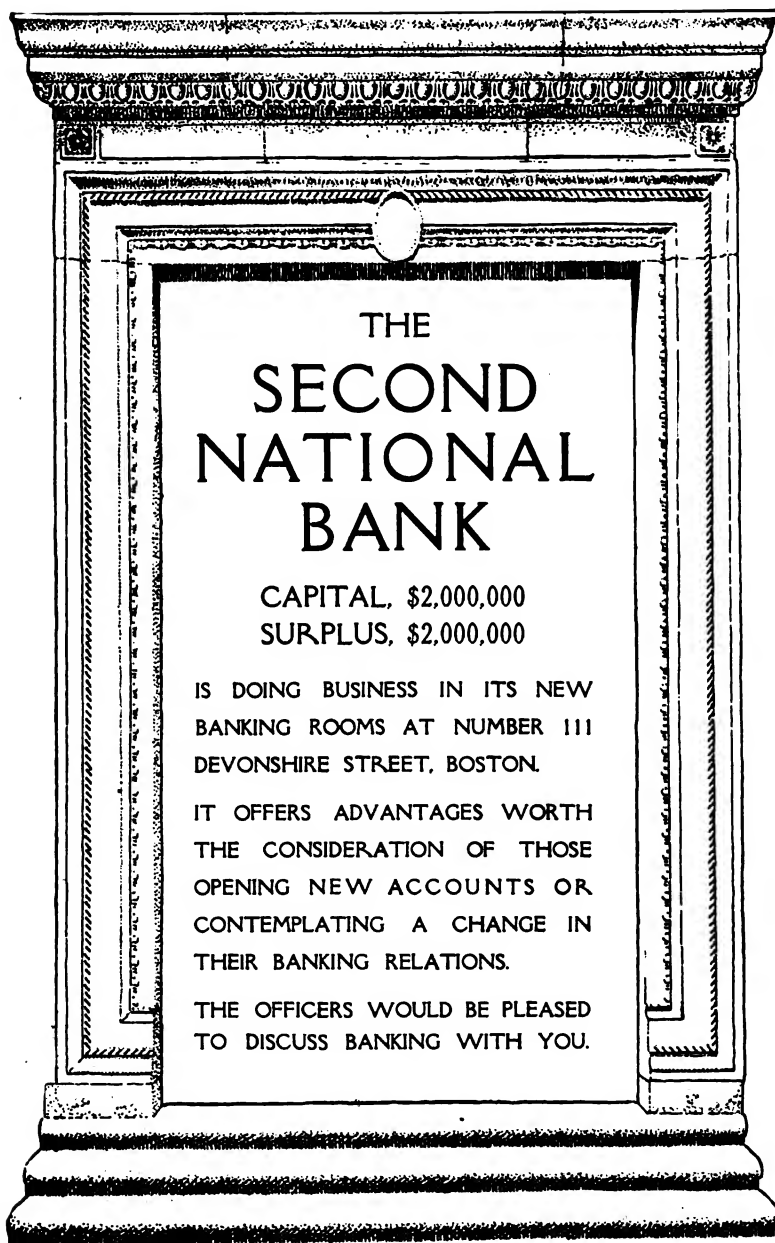 THE
SECOND
NATIONAL
BANK
CAPITAL, $2,000,000
SURPLUS, $2,000,000
IS DOING BUSINESS IN ITS NEW
BANKING ROOMS AT NUMBER 111
DEVONSHIRE STREET, BOSTON.
IT OFFERS ADVANTAGES WORTH
THE CONSIDERATION OF THOSE
OPENING NEW ACCOUNTS OR
CONTEMPLATING A CHANGE IN
THEIR BANKING RELATIONS.
THE OFFICERS WOULD BE PLEASED
TO DISCUSS BANKING WITH YOU.